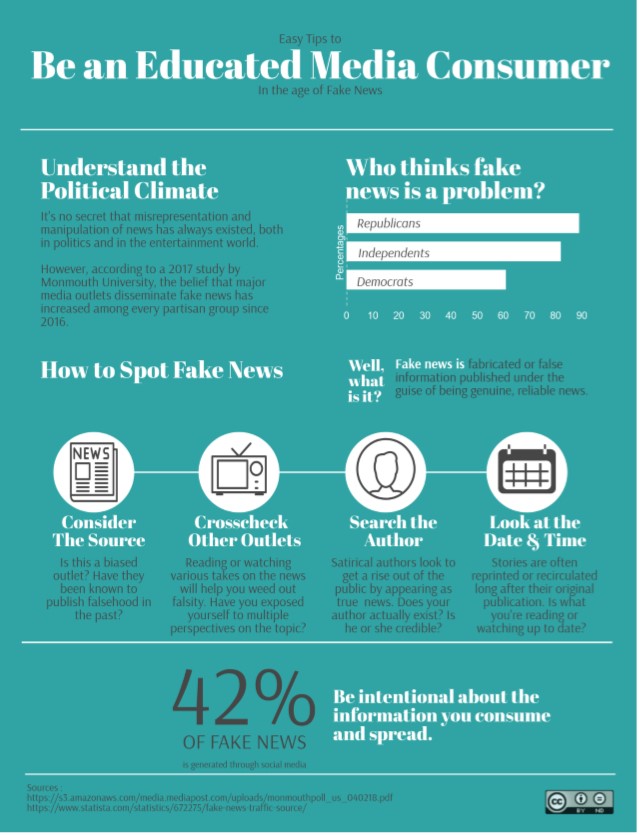 Easy Tips to
Be an Educated Media Consumer
In the age of Fake News
Understand the
Political Climate
It's no secret that misrepresentation and
manipulation of news has always existed, both
in politics and in the entertainment world.
However, according to a 2017 study by
Monmouth University, the belief that major
media outlets disseminate fake news has
increased among every partisan group since
2016.
Who thinks fake
news is a problem?
Percentages
Republicans
Independents
Democrats
0 10 20 30 40 50 60 70 80 90
How to Spot Fake News
Well,
what
is it?
Fake news is fabricated or false
information published under the
guise of being genuine, reliable news.
NEWS
Consider
The Source
Is this a biased
outlet? Have they
been known to
publish falsehood in
the past?
Crosscheck
Other Outlets
Reading or watching
various takes on the news
will help you weed out
falsity. Have you exposed
yourself to multiple
perspectives on the topic?
Search the
Author
Satirical authors look to
get a rise out of the
public by appearing as
true news. Does your
author actually exist? Is
he or she credible?
Look at the
Date & Time
Stories are often
reprinted or recirculated
long after their original
publication. Is what
you're reading or
watching up to date?
42%
OF FAKE NEWS
is generated through social media
Be intentional about the
information you consume
and spread.
Sources :
https://s3.amazonaws.com/media.mediapost.com/uploads/monmouthpoll_us_040218.pdf
https://www.statista.com/statistics/672275/fake-news-traffic-source/
cc
BY ND